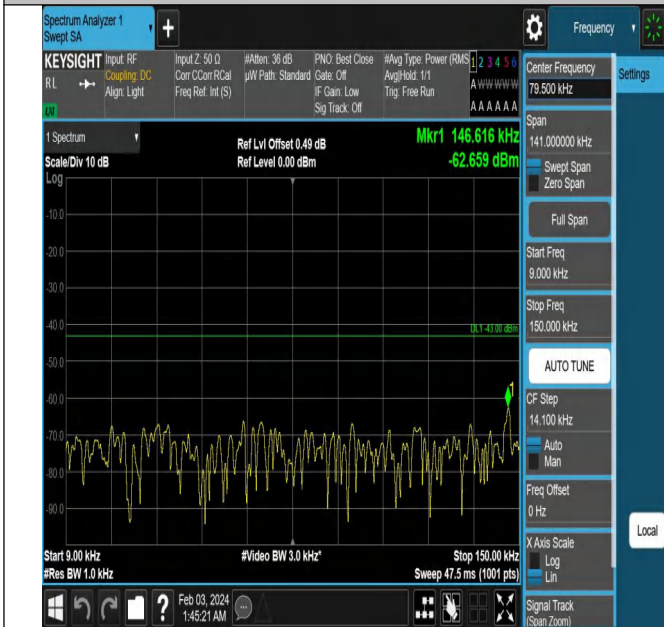 Spectrum Analyzer 1
Swept SA
+
Frequency
KEYSIGHT
RL
LXI
Input: RF
Coupling: DC
Align: Light
Input Z: 50 Ω
Corr CCorr RCal
Freq Ref: Int (S)
#Atten: 36 dB
µW Path: Standard
PNO: Best Close
Gate: Off
IF Gain: Low
Sig Track: Off
#Avg Type: Power (RMS
Avg|Hold: 1/1
Trig: Free Run
1 2 3 4 5 6
A W W W W W
A A A A A A
1 Spectrum
Scale/Div 10 dB
Log
Ref Lvl Offset 0.49 dB
Ref Level 0.00 dBm
Mkr1 146.616 kHz
-62.659 dBm
-10.0
-20.0
-30.0
-40.0
DL1 -43.00 dBm
-50.0
-60.0
1
-70.0
-80.0
-90.0
Start 9.00 kHz
#Res BW 1.0 kHz
#Video BW 3.0 kHz*
Stop 150.00 kHz
Sweep 47.5 ms (1001 pts)
?
Feb 03, 2024
1:45:21 AM
Center Frequency
79.500 kHz
Settings
Span
141.000000 kHz
Swept Span
Zero Span
Full Span
Start Freq
9.000 kHz
Stop Freq
150.000 kHz
AUTO TUNE
CF Step
14.100 kHz
Auto
Man
Freq Offset
0 Hz
X Axis Scale
Log
Lin
Local
Signal Track
(Span Zoom)